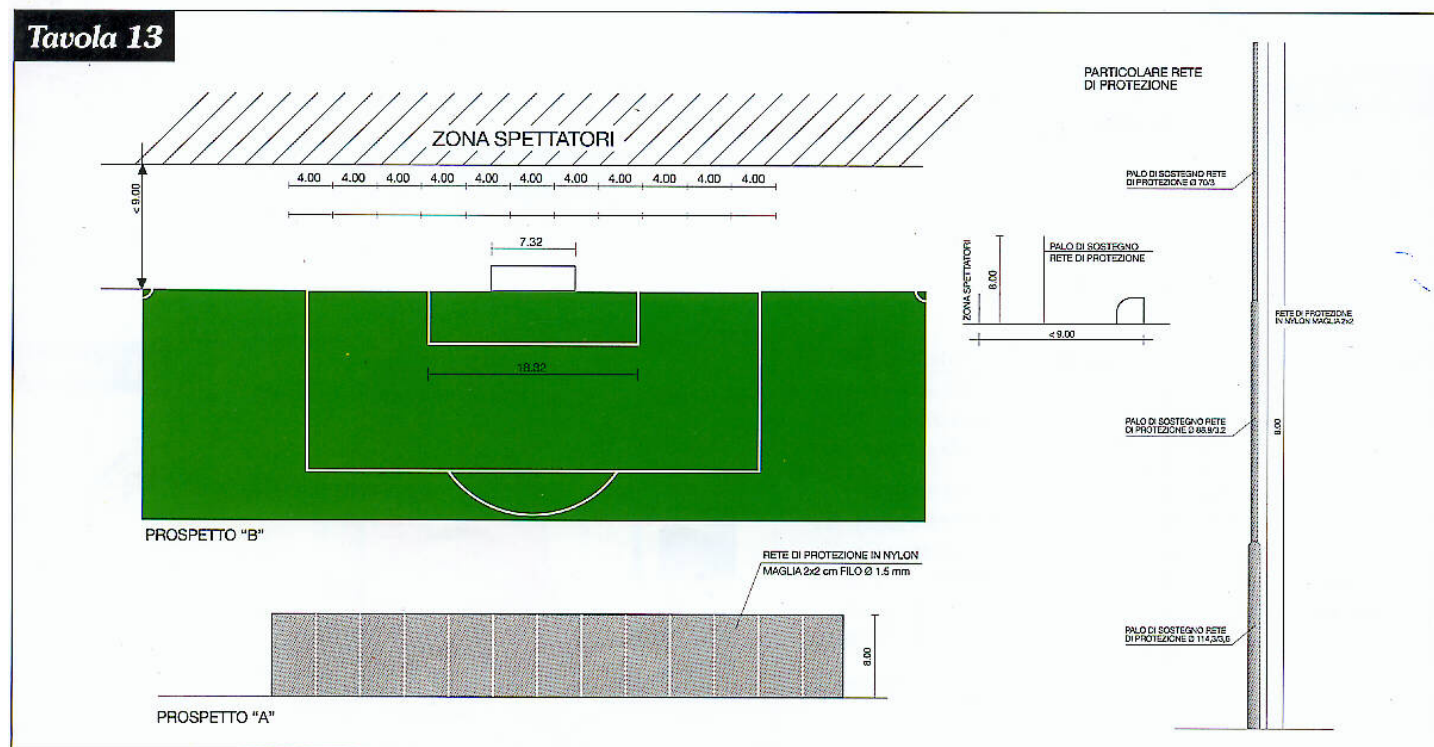 Tavola 13
ZONA SPETTATORI
4.00 4.00 4.00 4.00 4.00 4.00 4.00 4.00 4.00 4.00 4.00
< 9.00
7.32
18.32
PROSPETTO “B”
ZONA SPETTATORI
8.00
PALO DI SOSTEGNO
RETE DI PROTEZIONE
< 9.00
RETE DI PROTEZIONE IN NYLON
MAGLIA 2x2 cm FILO Ø 1.5 mm
8.00
PROSPETTO “A”
PARTICOLARE RETE
DI PROTEZIONE
PALO DI SOSTEGNO RETE
DI PROTEZIONE Ø 70/3
RETE DI PROTEZIONE
IN NYLON MAGLIA 2x2
PALO DI SOSTEGNO RETE
DI PROTEZIONE Ø 88,9/3.2
8.00
PALO DI SOSTEGNO RETE
DI PROTEZIONE Ø 114,3/3,6